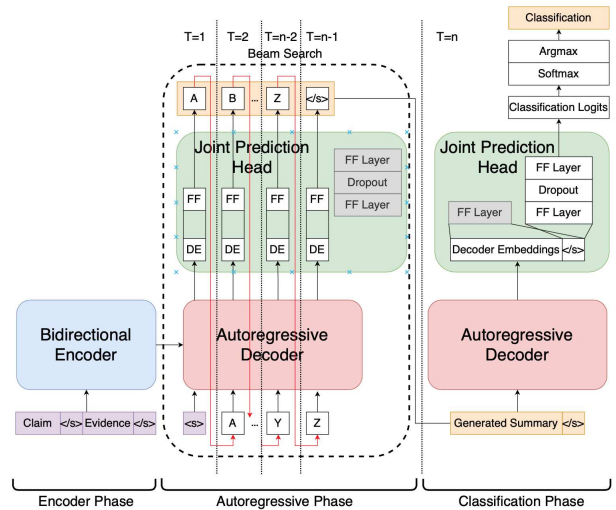 T=1 T=2 T=n-2 T=n-1 T=n
Beam Search
Classification
Argmax
Softmax
Classification Logits
A B ... Z </s>
Joint Prediction Head
FF Layer
Dropout
FF Layer
FF FF FF FF
DE DE DE DE
Joint Prediction Head
FF Layer
Dropout
FF Layer
FF Layer
Decoder Embeddings </s>
Bidirectional Encoder
Autoregressive Decoder
Autoregressive Decoder
Claim </s> Evidence </s>
<s> A ... Y Z
Generated Summary </s>
Encoder Phase
Autoregressive Phase
Classification Phase